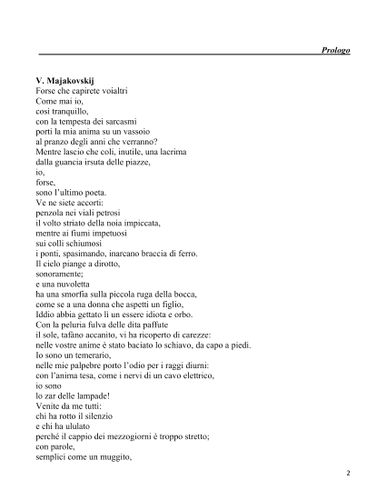 Prologo
V. Majakovskij
Forse che capirete voialtri
Come mai io,
così tranquillo,
con la tempesta dei sarcasmi
porti la mia anima su un vassoio
al pranzo degli anni che verranno?
Mentre lascio che coli, inutile, una lacrima
dalla guancia irsuta delle piazze,
io,
forse,
sono l'ultimo poeta.
Ve ne siete accorti:
penzola nei viali petrosi
il volto striato della noia impiccata,
mentre ai fiumi impetuosi
sui colli schiumosi
i ponti, spasimando, inarcano braccia di ferro.
Il cielo piange a dirotto,
sonoramente;
e una nuvoletta
ha una smorfia sulla piccola ruga della bocca,
come se a una donna che aspetti un figlio,
Iddio abbia gettato lì un essere idiota e orbo.
Con la peluria fulva delle dita paffute
il sole, tafàno accanito, vi ha ricoperto di carezze:
nelle vostre anime è stato baciato lo schiavo, da capo a piedi.
Io sono un temerario,
nelle mie palpebre porto l'odio per i raggi diurni:
con l'anima tesa, come i nervi di un cavo elettrico,
io sono
lo zar delle lampade!
Venite da me tutti:
chi ha rotto il silenzio
e chi ha ululato
perché il cappio dei mezzogiorni è troppo stretto;
con parole,
semplici come un muggito,
2